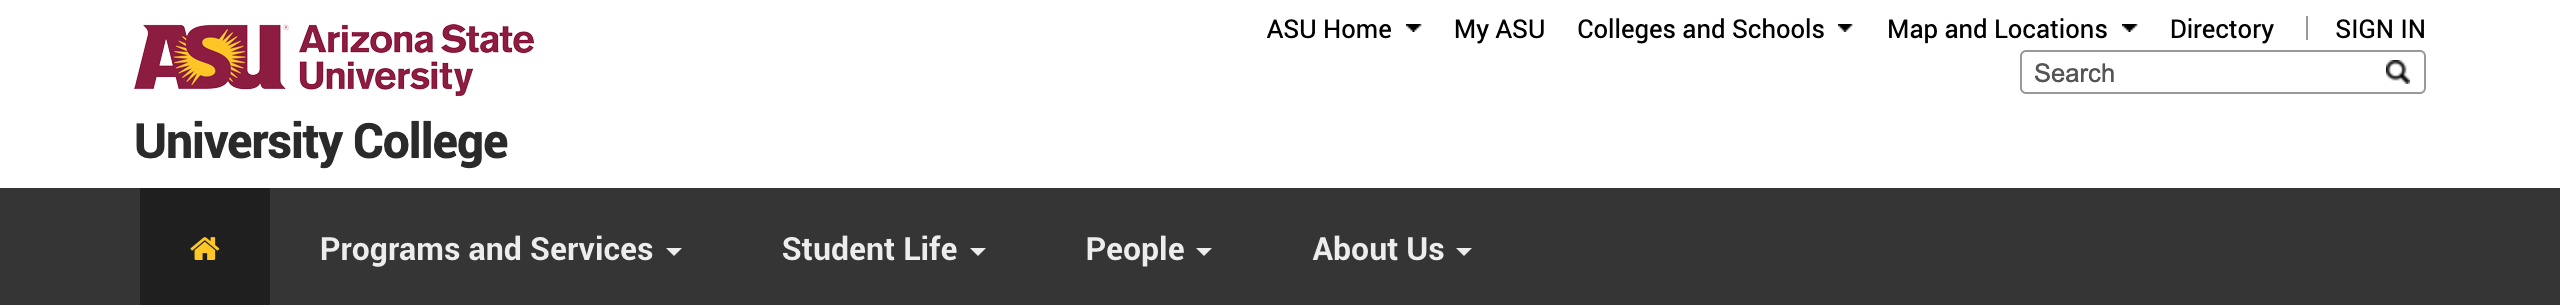 ASU Arizona State University
ASU Home My ASU Colleges and Schools Map and Locations Directory SIGN IN
Search
University College
Programs and Services Student Life People About Us